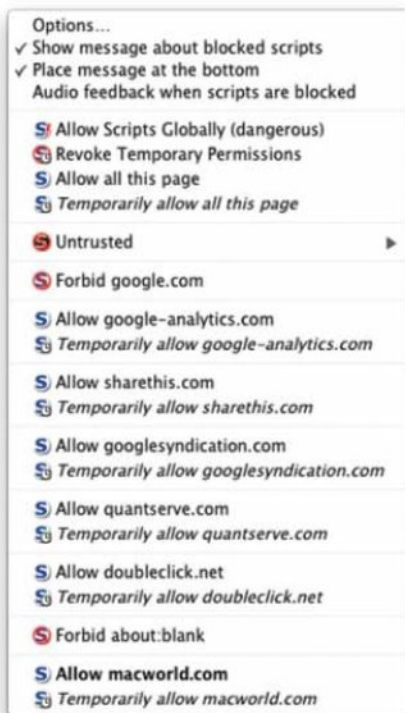 Options...
✓ Show message about blocked scripts
✓ Place message at the bottom
Audio feedback when scripts are blocked
Allow Scripts Globally (dangerous)
Revoke Temporary Permissions
Allow all this page
Temporarily allow all this page
Untrusted
Forbid google.com
Allow google-analytics.com
Temporarily allow google-analytics.com
Allow sharethis.com
Temporarily allow sharethis.com
Allow googlesyndication.com
Temporarily allow googlesyndication.com
Allow quantserve.com
Temporarily allow quantserve.com
Allow doubleclick.net
Temporarily allow doubleclick.net
Forbid about:blank
Allow macworld.com
Temporarily allow macworld.com